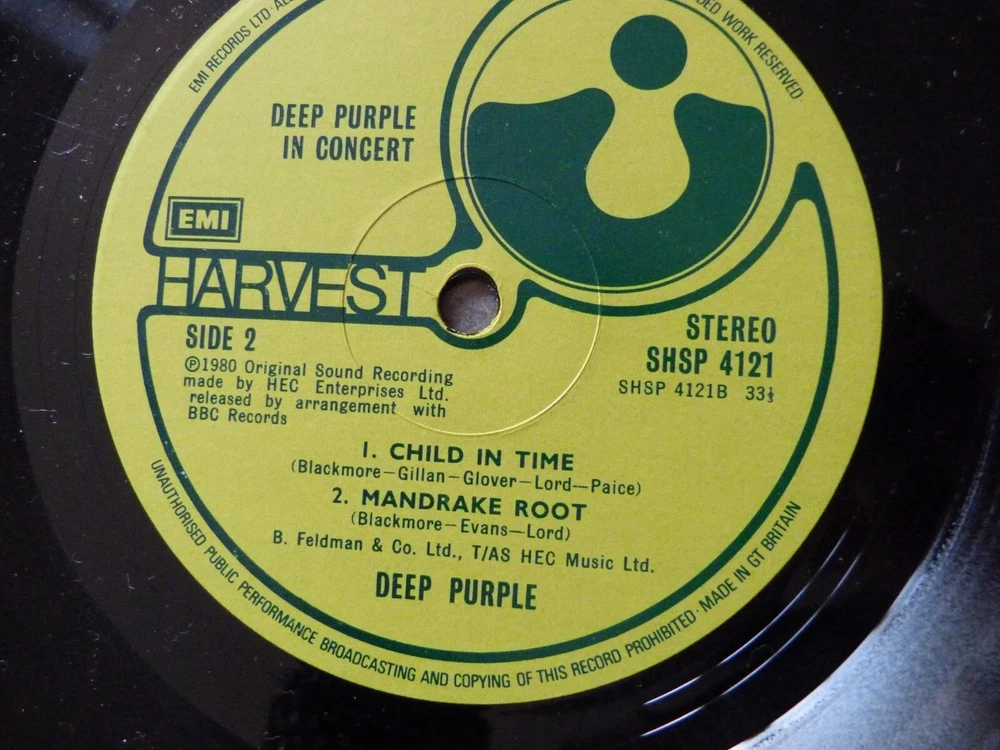 EMI RECORDS LTD
DED WORK RESERVED
DEEP PURPLE
IN CONCERT
EMI
HARVEST
SIDE 2
STEREO
SHSP 4121
SHSP 4121B 33⅓
℗1980 Original Sound Recording
made by HEC Enterprises Ltd.
released by arrangement with
BBC Records
1. CHILD IN TIME
(Blackmore—Gillan—Glover—Lord—Paice)
2. MANDRAKE ROOT
(Blackmore—Evans—Lord)
B. Feldman & Co. Ltd., T/AS HEC Music Ltd.
DEEP PURPLE
UNAUTHORISED PUBLIC PERFORMANCE BROADCASTING AND COPYING OF THIS RECORD PROHIBITED · MADE IN GT BRITAIN